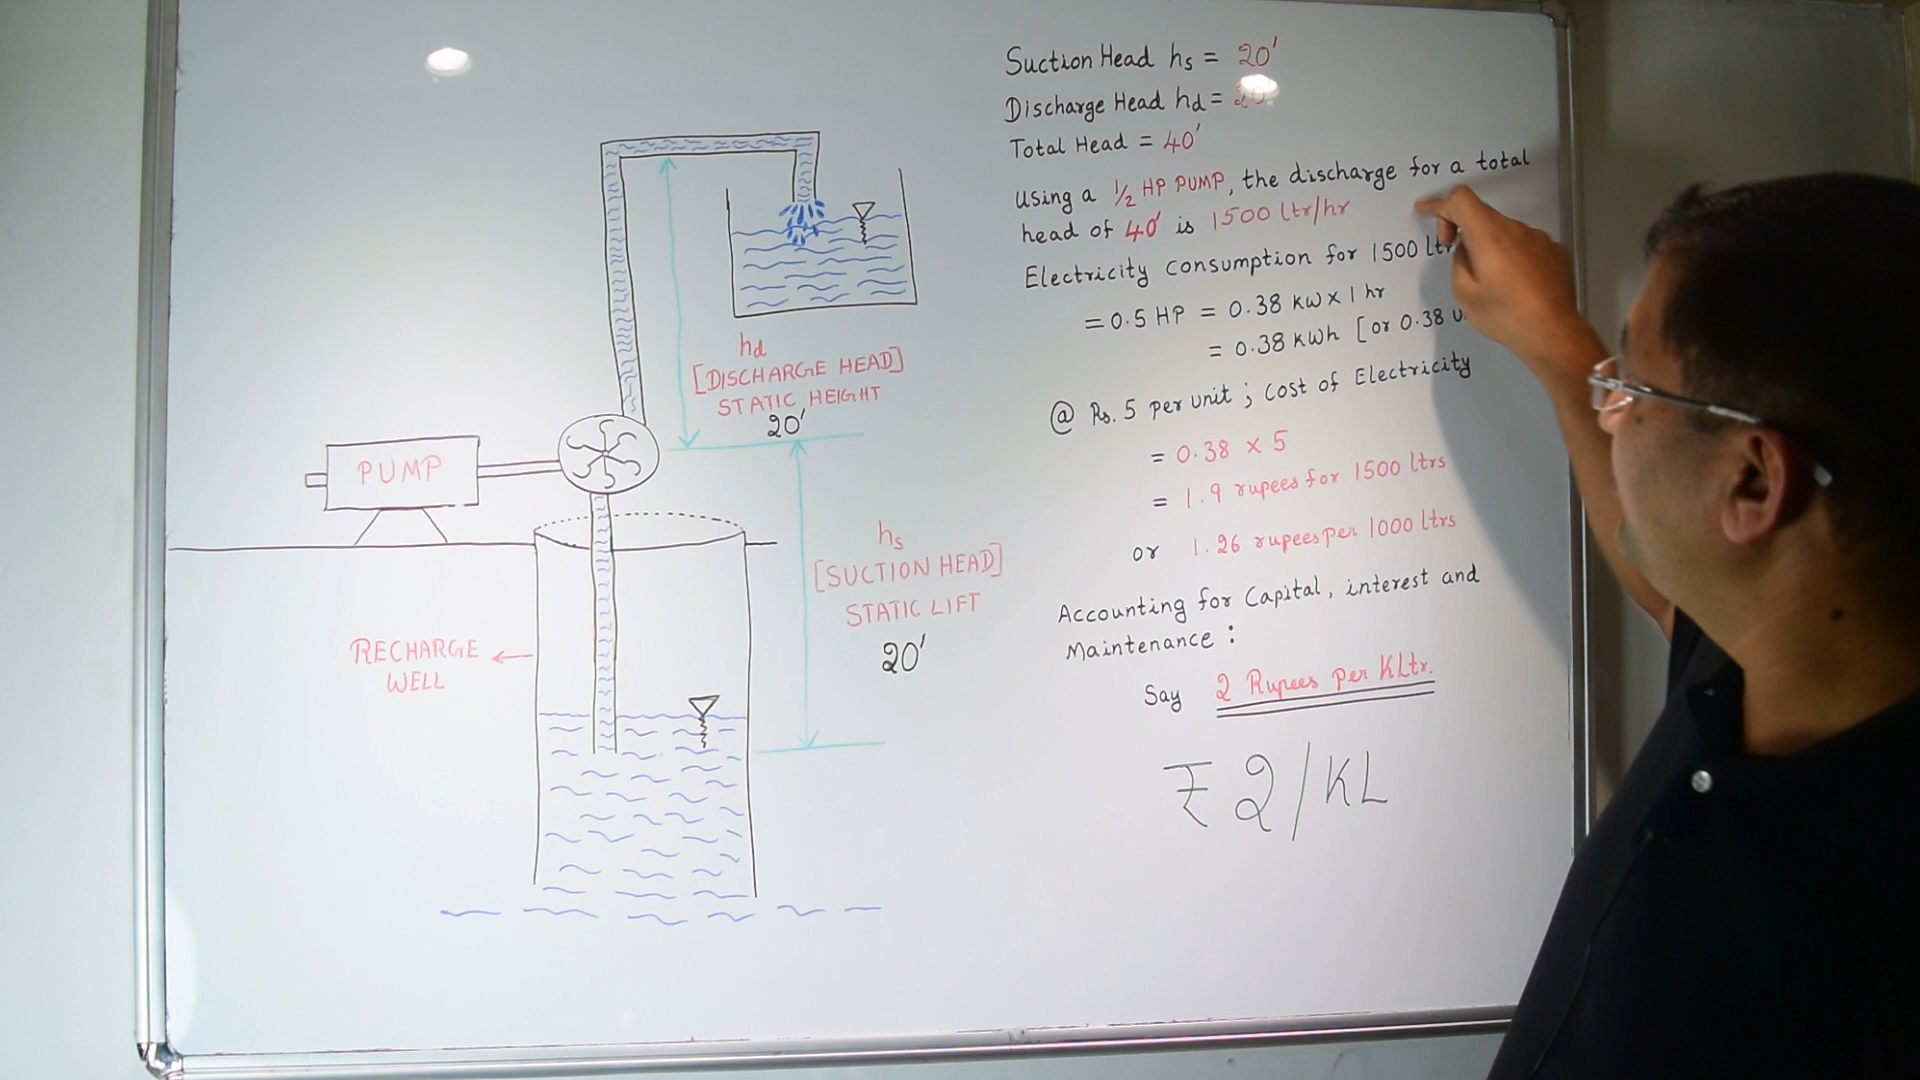 Suction Head hs = 20'
Discharge Head hd =
Total Head = 40'
Using a 1/2 HP PUMP, the discharge for a total
head of 40' is 1500 ltr/hr
Electricity Consumption for 1500
= 0.5 HP = 0.38 kW x 1 hr
= 0.38 kWh [or 0.38
@ Rs. 5 per unit ; Cost of Electricity
= 0.38 x 5
= 1.9 rupees for 1500 ltrs
or 1.26 rupees per 1000 ltrs
Accounting for Capital, interest and
Maintenance :
Say 2 Rupees per KLtr.
₹ 2/KL
hd
[DISCHARGE HEAD]
STATIC HEIGHT
20'
PUMP
hs
[SUCTION HEAD]
STATIC LIFT
20'
RECHARGE
WELL